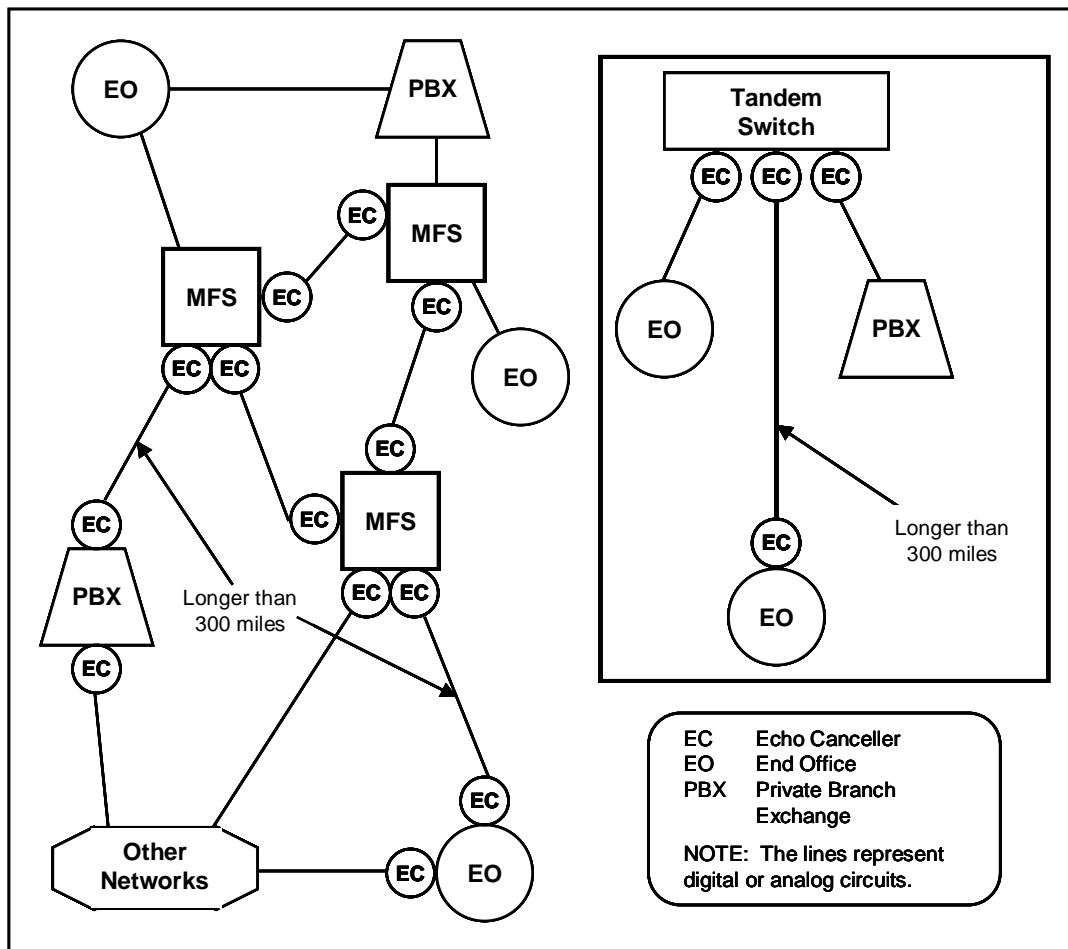 EO
PBX
EC
MFS
EC
MFS
EC
EC
EC
EO
EC
EC
EC
MFS
EC
PBX
EC
EC
Longer than
300 miles
EC
EC
Other
Networks
EC
EO
Tandem
Switch
EC
EC
EC
EO
PBX
Longer than
300 miles
EC
EO
EC Echo Canceller
EO End Office
PBX Private Branch
Exchange
NOTE: The lines represent
digital or analog circuits.